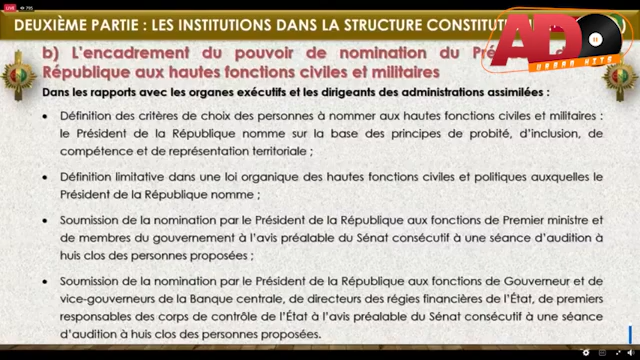 LIVE 795
DEUXIÈME PARTIE : LES INSTITUTIONS DANS LA STRUCTURE
ADO
URBAN HITS
b) L'encadrement du pouvoir de nomination du
République aux hautes fonctions civiles et militaires
Dans les rapports avec les organes exécutifs et les dirigeants des administrations assimilées :
• Définition des critères de choix des personnes à nommer aux hautes fonctions civiles et militaires :
le Président de la République nomme sur la base des principes de probité, d'inclusion, de
compétence et de représentation territoriale ;
• Définition limitative dans une loi organique des hautes fonctions civiles et politiques auxquelles le
Président de la République nomme ;
• Soumission de la nomination par le Président de la République aux fonctions de Premier ministre et
de membres du gouvernement à l'avis préalable du Sénat consécutif à une séance d'audition à
huis clos des personnes proposées ;
• Soumission de la nomination par le Président de la République aux fonctions de Gouverneur et de
vice-gouverneurs de la Banque centrale, de directeurs des régies financières de l'État, de premiers
responsables des corps de contrôle de l'État à l'avis préalable du Sénat consécutif à une séance
d'audition à huis clos des personnes proposées.